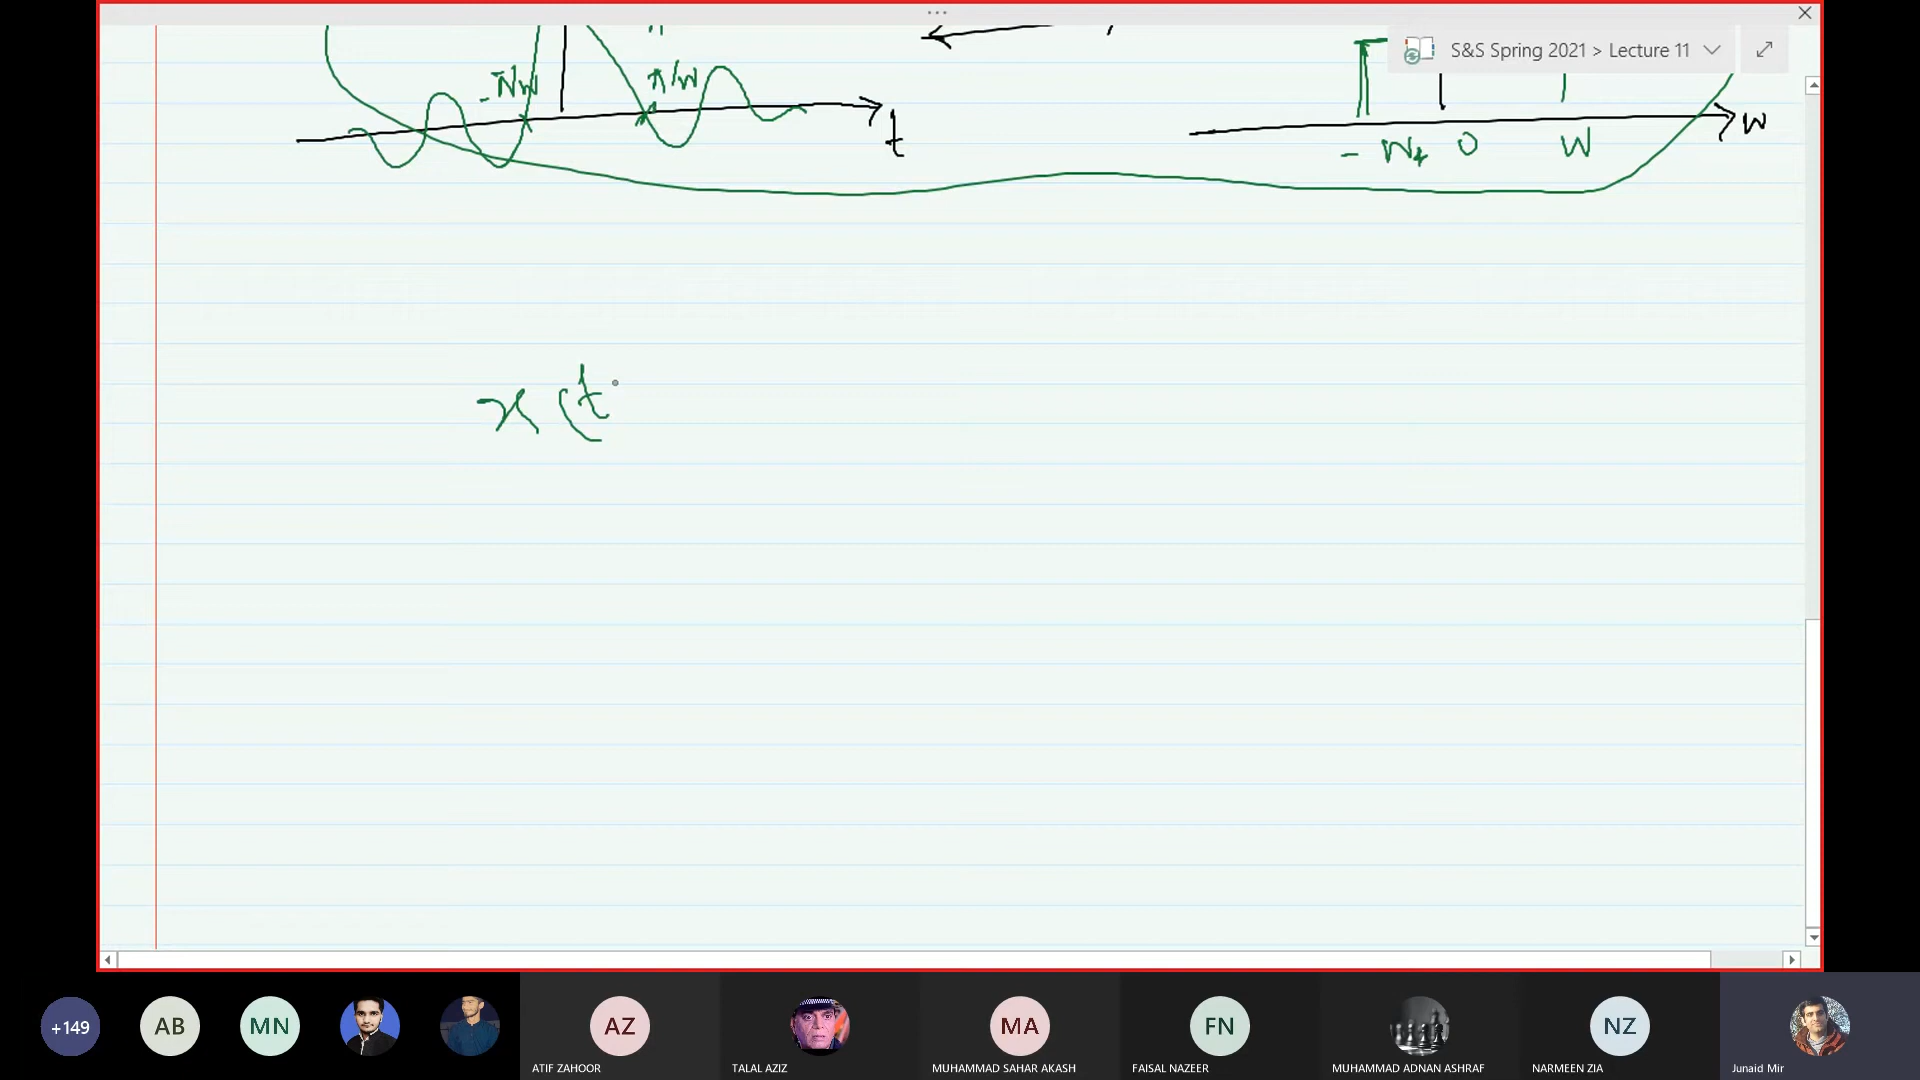 S&S Spring 2021 > Lecture 11
π/W
t
- W 0 W
w
x (t
+149
AB
MN
AZ
MA
FN
NZ
ATIF ZAHOOR
TALAL AZIZ
MUHAMMAD SAHAR AKASH
FAISAL NAZEER
MUHAMMAD ADNAN ASHRAF
NARMEEN ZIA
Junaid Mir